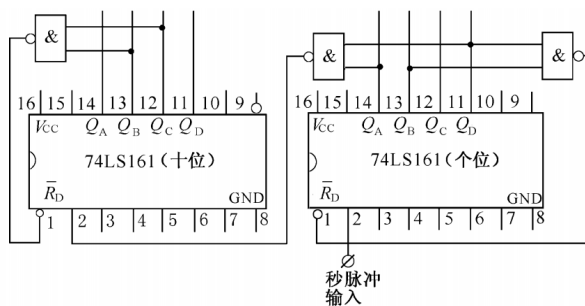 & & &
16 15 14 13 12 11 10 9 16 15 14 13 12 11 10 9
VCC QA QB QC QD VCC QA QB QC QD
74LS161(十位) 74LS161(个位)
R̅D GND R̅D GND
1 2 3 4 5 6 7 8 1 2 3 4 5 6 7 8
秒脉冲
输入